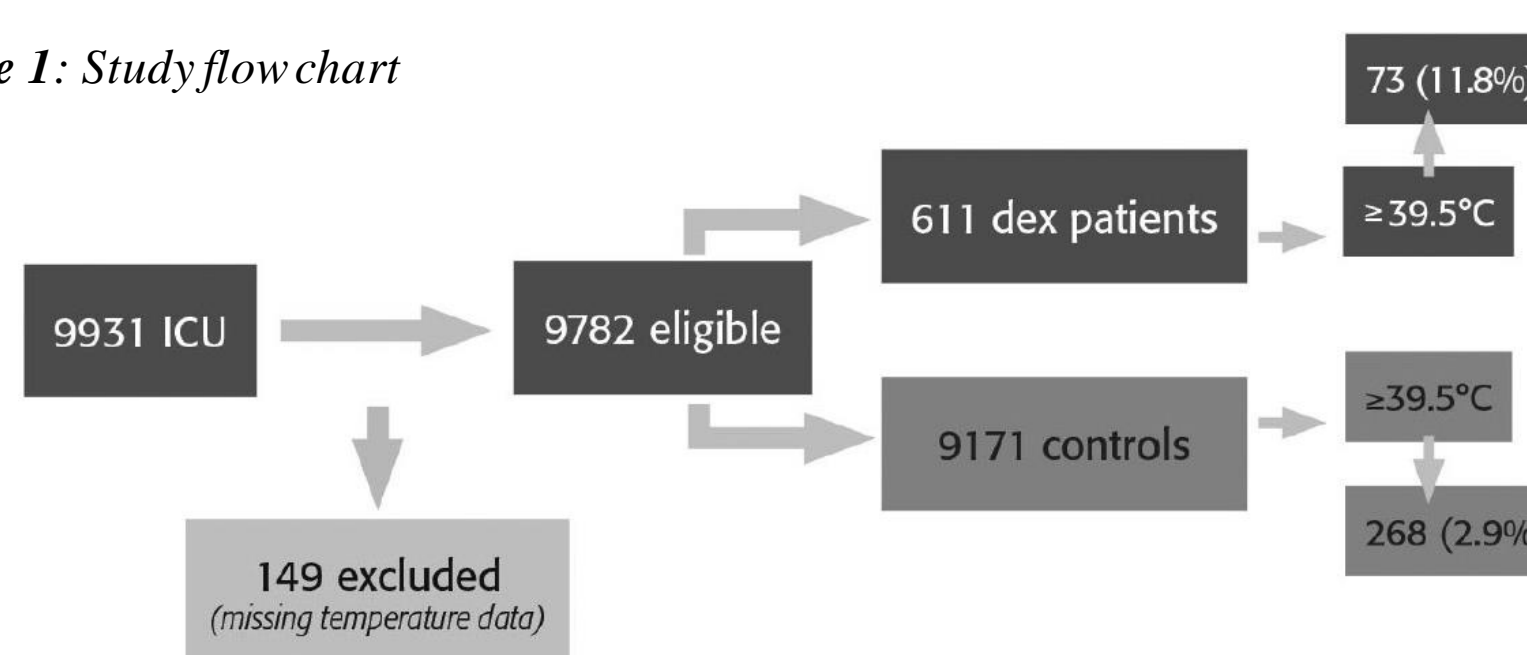 e 1: Study flow chart
73 (11.8%)
611 dex patients
≥39.5°C
9931 ICU
9782 eligible
≥39.5°C
9171 controls
268 (2.9%
149 excluded
(missing temperature data)